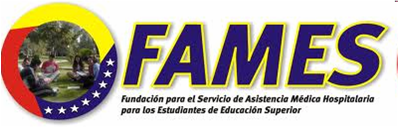 FAMES
Fundación para el Servicio de Asistencia Médica Hospitalaria
para los Estudiantes de Educación Superior